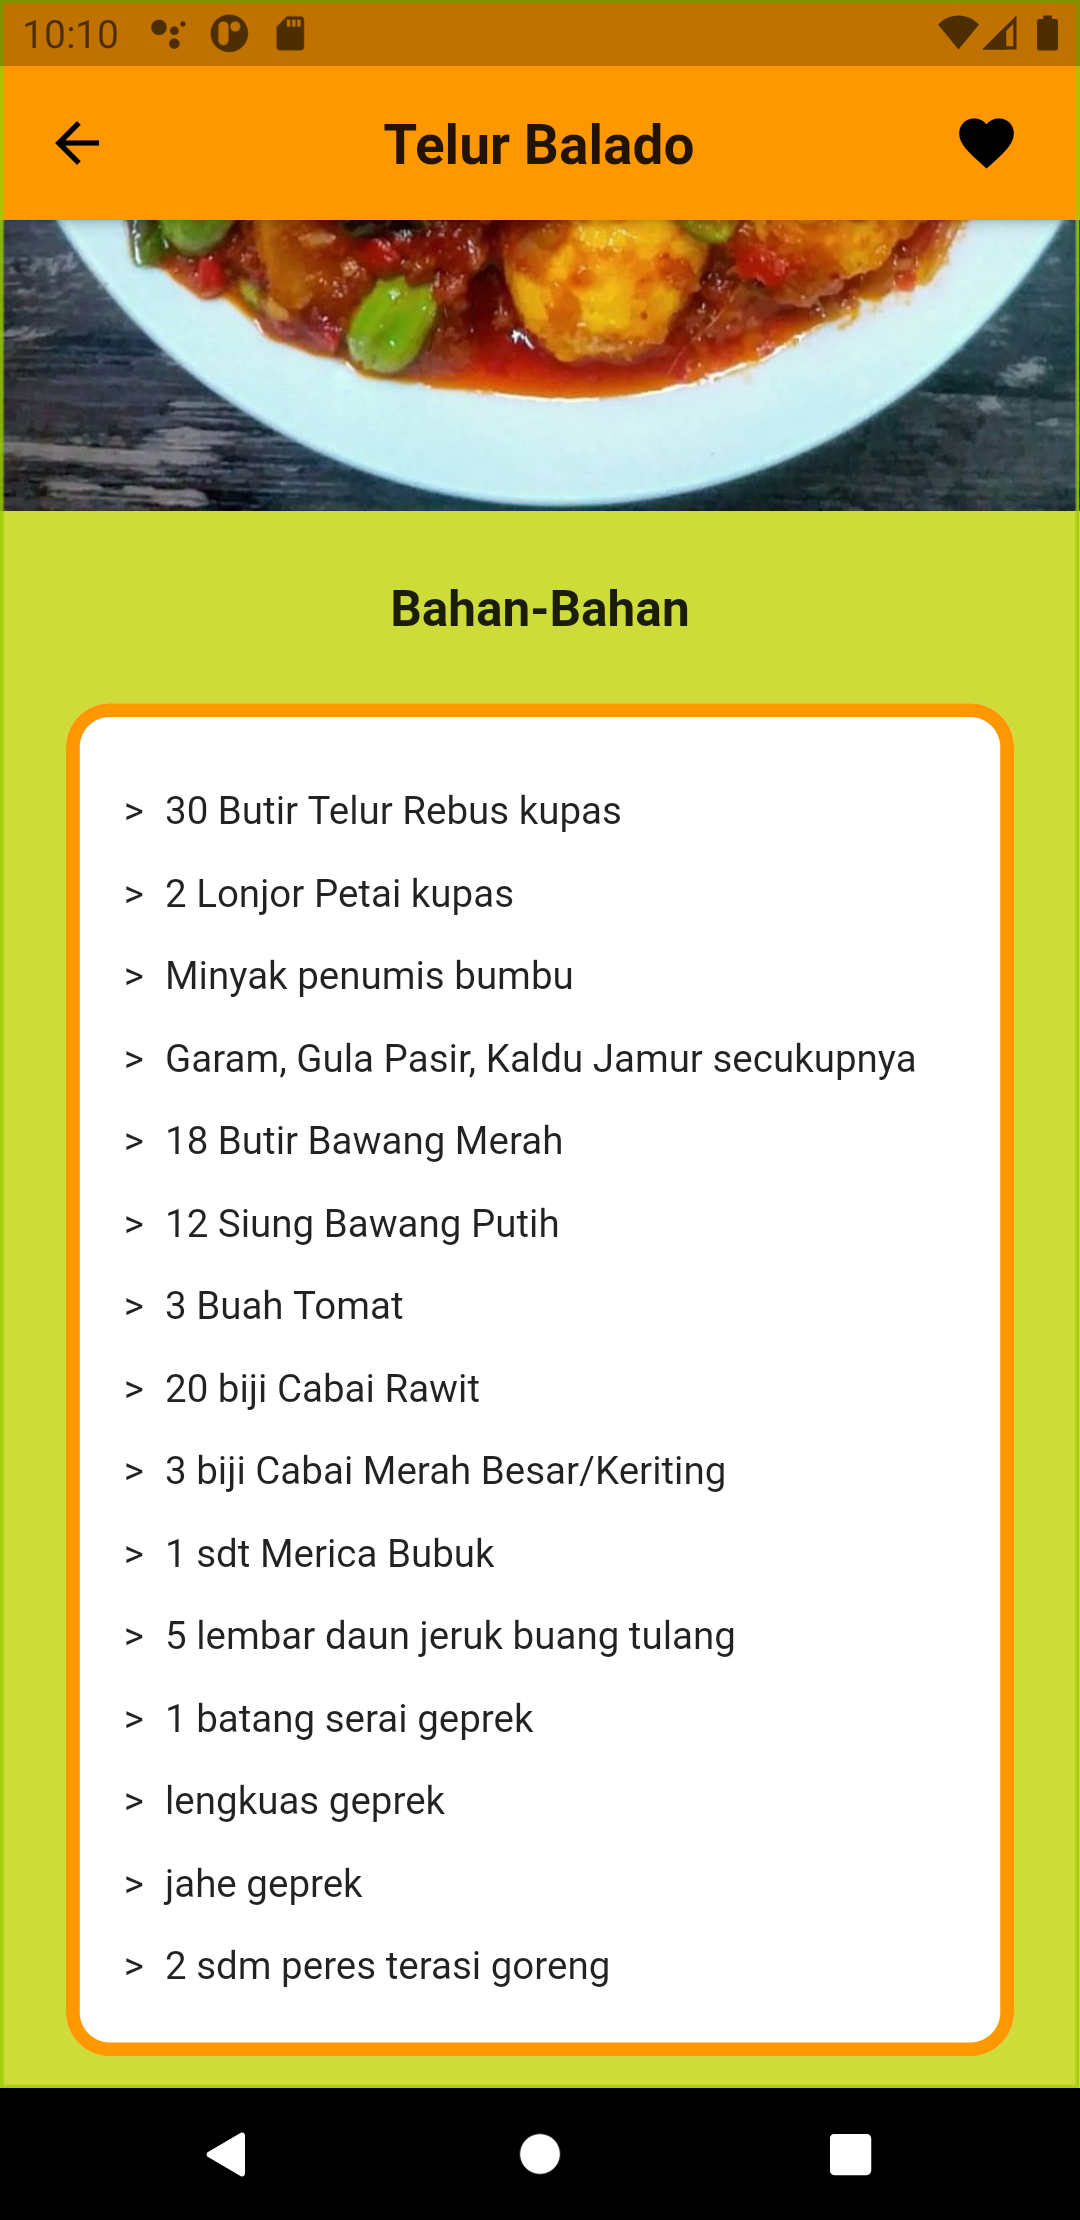 10:10
Telur Balado
Bahan-Bahan
> 30 Butir Telur Rebus kupas
> 2 Lonjor Petai kupas
> Minyak penumis bumbu
> Garam, Gula Pasir, Kaldu Jamur secukupnya
> 18 Butir Bawang Merah
> 12 Siung Bawang Putih
> 3 Buah Tomat
> 20 biji Cabai Rawit
> 3 biji Cabai Merah Besar/Keriting
> 1 sdt Merica Bubuk
> 5 lembar daun jeruk buang tulang
> 1 batang serai geprek
> lengkuas geprek
> jahe geprek
> 2 sdm peres terasi goreng